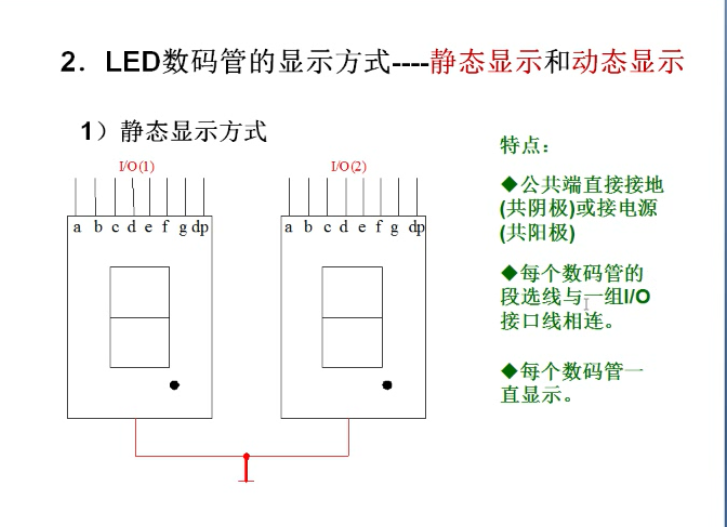 2．LED数码管的显示方式----静态显示和动态显示
1）静态显示方式
I/O(1)
I/O(2)
a b c d e f g dp
a b c d e f g dp
特点：
◆公共端直接接地
(共阴极)或接电源
(共阳极)
◆每个数码管的
段选线与一组I/O
接口线相连。
◆每个数码管一
直显示。